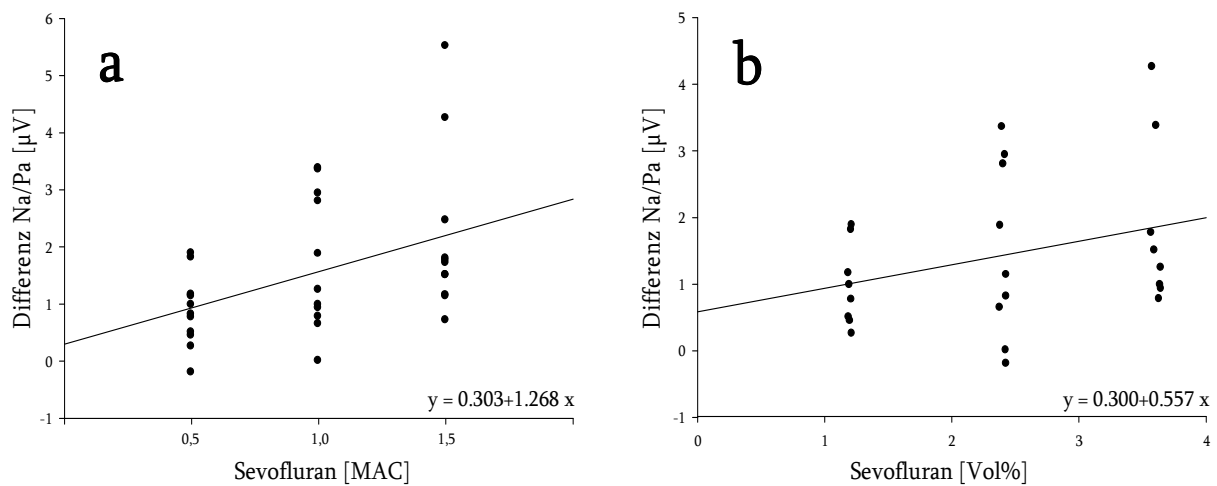 a
Differenz Na/Pa [µV]
6
5
4
3
2
1
0
-1
0,5
1,0
1,5
y = 0.303+1.268 x
Sevofluran [MAC]
b
Differenz Na/Pa [µV]
5
4
3
2
1
0
-1
0
1
2
3
4
y = 0.300+0.557 x
Sevofluran [Vol%]